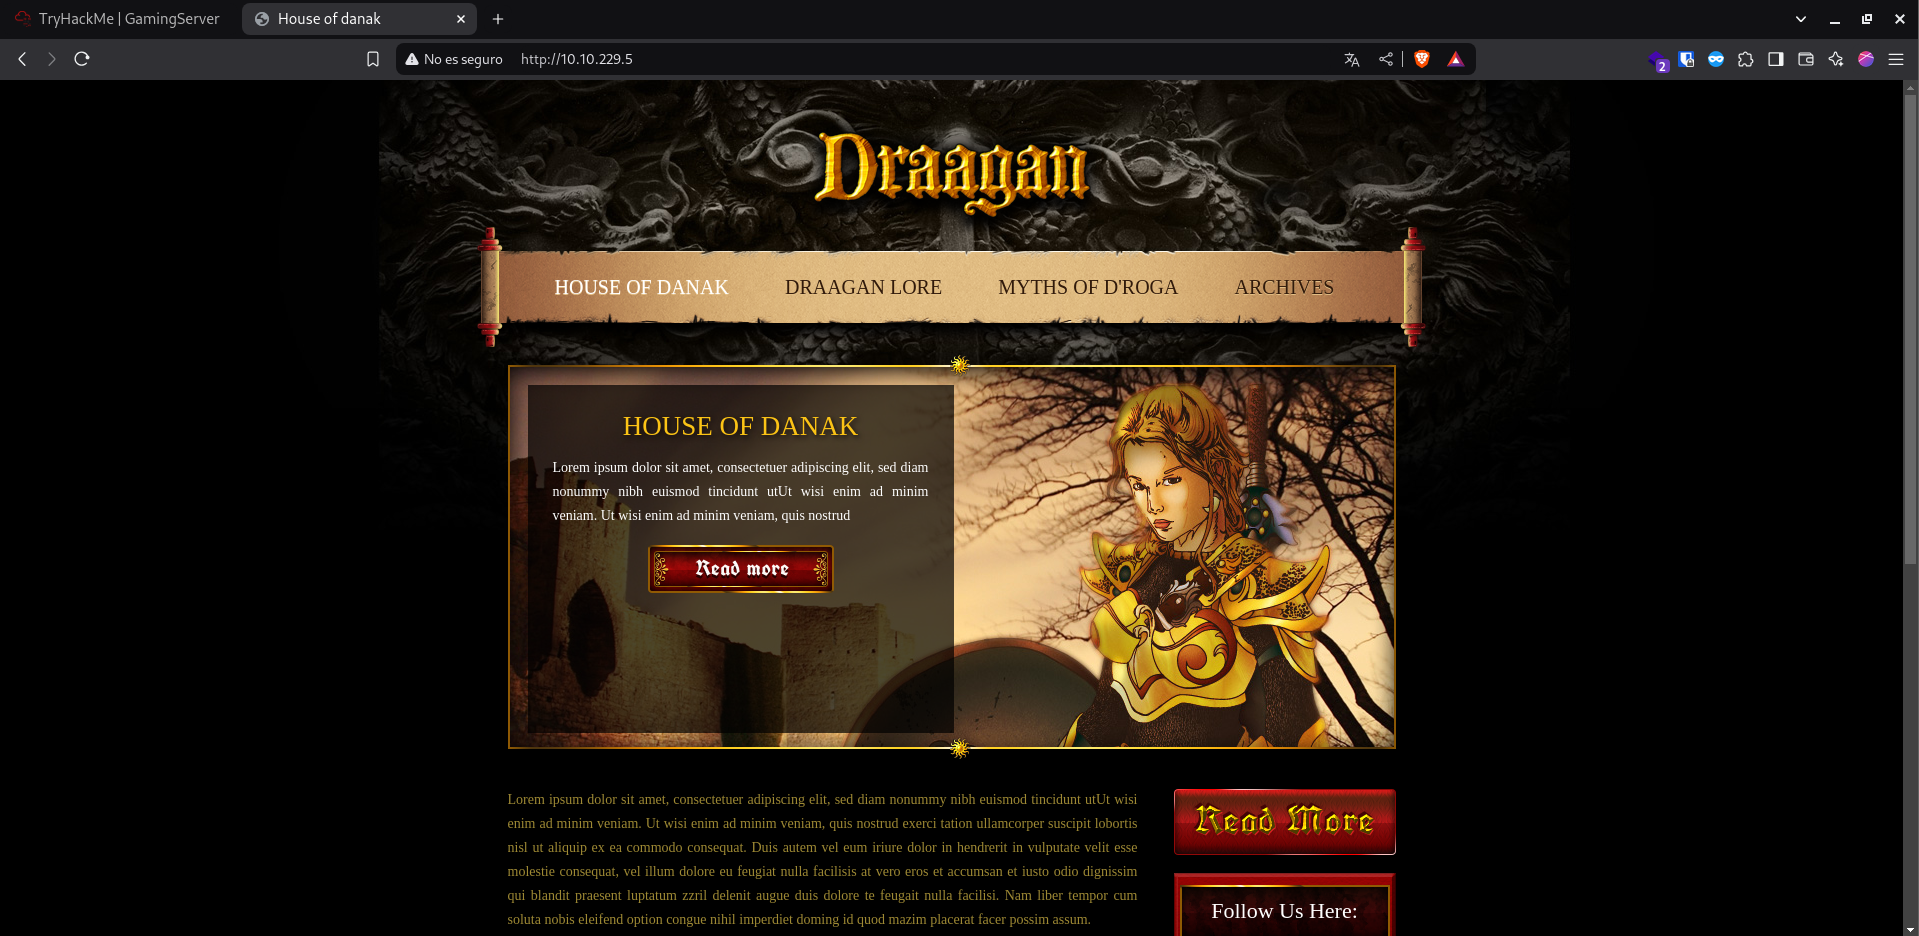 TryHackMe | GamingServer
House of danak
No es seguro
http://10.10.229.5
2
Draagan
HOUSE OF DANAK
DRAAGAN LORE
MYTHS OF D'ROGA
ARCHIVES
HOUSE OF DANAK
Lorem ipsum dolor sit amet, consectetuer adipiscing elit, sed diam
nonummy nibh euismod tincidunt utUt wisi enim ad minim
veniam. Ut wisi enim ad minim veniam, quis nostrud
Read more
Lorem ipsum dolor sit amet, consectetuer adipiscing elit, sed diam nonummy nibh euismod tincidunt utUt wisi
enim ad minim veniam. Ut wisi enim ad minim veniam, quis nostrud exerci tation ullamcorper suscipit lobortis
nisl ut aliquip ex ea commodo consequat. Duis autem vel eum iriure dolor in hendrerit in vulputate velit esse
molestie consequat, vel illum dolore eu feugiat nulla facilisis at vero eros et accumsan et iusto odio dignissim
qui blandit praesent luptatum zzril delenit augue duis dolore te feugait nulla facilisi. Nam liber tempor cum
soluta nobis eleifend option congue nihil imperdiet doming id quod mazim placerat facer possim assum.
Read More
Follow Us Here: